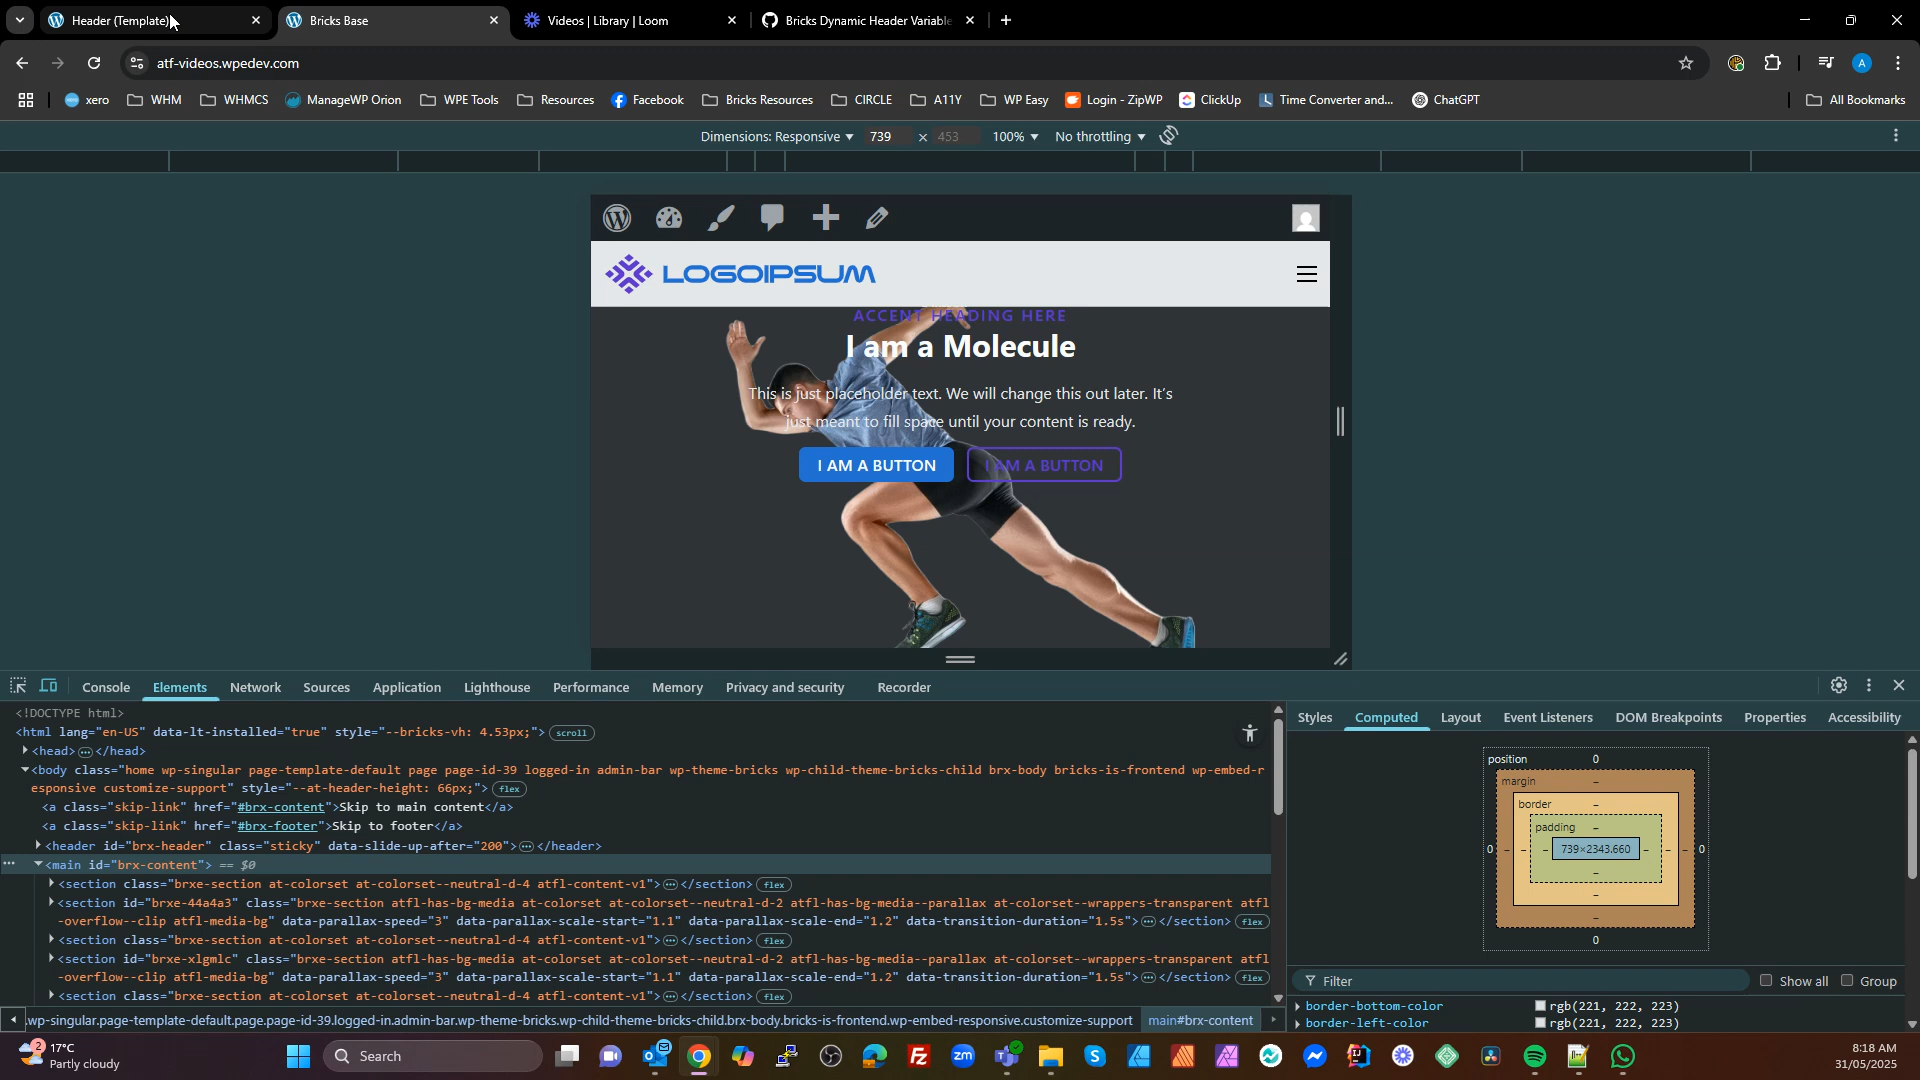 Header (Template)
Bricks Base
Videos | Library | Loom
Bricks Dynamic Header Variable
atf-videos.wpedev.com
xero
WHM
WHMCS
ManageWP Orion
WPE Tools
Resources
Facebook
Bricks Resources
CIRCLE
A11Y
WP Easy
Login - ZipWP
ClickUp
Time Converter and...
ChatGPT
All Bookmarks
A
Dimensions: Responsive
739
×
453
100%
No throttling
LOGOIPSUM
ACCENT HEADING HERE
I am a Molecule
This is just placeholder text. We will change this out later. It's
just meant to fill space until your content is ready.
I AM A BUTTON
I AM A BUTTON
Console
Elements
Network
Sources
Application
Lighthouse
Performance
Memory
Privacy and security
Recorder
<!DOCTYPE html>
<html lang="en-US" data-lt-installed="true" style="--bricks-vh: 4.53px;"> scroll
<head>…</head>
<body class="home wp-singular page-template-default page page-id-39 logged-in admin-bar wp-theme-bricks wp-child-theme-bricks-child brx-body bricks-is-frontend wp-embed-r
esponsive customize-support" style="--at-header-height: 66px;"> flex
<a class="skip-link" href="#brx-content">Skip to main content</a>
<a class="skip-link" href="#brx-footer">Skip to footer</a>
<header id="brx-header" class="sticky" data-slide-up-after="200">…</header>
<main id="brx-content"> == $0
<section class="brxe-section at-colorset at-colorset--neutral-d-4 atfl-content-v1">…</section> flex
<section id="brxe-44a4a3" class="brxe-section atfl-has-bg-media at-colorset at-colorset--neutral-d-2 atfl-has-bg-media--parallax at-colorset--wrappers-transparent atfl
-overflow--clip atfl-media-bg" data-parallax-speed="3" data-parallax-scale-start="1.1" data-parallax-scale-end="1.2" data-transition-duration="1.5s">…</section> flex
<section class="brxe-section at-colorset at-colorset--neutral-d-4 atfl-content-v1">…</section> flex
<section id="brxe-xlgmlc" class="brxe-section atfl-has-bg-media at-colorset at-colorset--neutral-d-2 atfl-has-bg-media--parallax at-colorset--wrappers-transparent atfl
-overflow--clip atfl-media-bg" data-parallax-speed="3" data-parallax-scale-start="1.1" data-parallax-scale-end="1.2" data-transition-duration="1.5s">…</section> flex
<section class="brxe-section at-colorset at-colorset--neutral-d-4 atfl-content-v1">…</section> flex
.wp-singular.page-template-default.page.page-id-39.logged-in.admin-bar.wp-theme-bricks.wp-child-theme-bricks-child.brx-body.bricks-is-frontend.wp-embed-responsive.customize-support
main#brx-content
Styles
Computed
Layout
Event Listeners
DOM Breakpoints
Properties
Accessibility
position
0
margin
–
border
–
padding
–
0
–
–
–
739×2343.660
–
–
–
0
–
–
–
0
Filter
Show all
Group
border-bottom-color
rgb(221, 222, 223)
border-left-color
rgb(221, 222, 223)
2
17°C
Partly cloudy
Search
zm
8:18 AM
31/05/2025